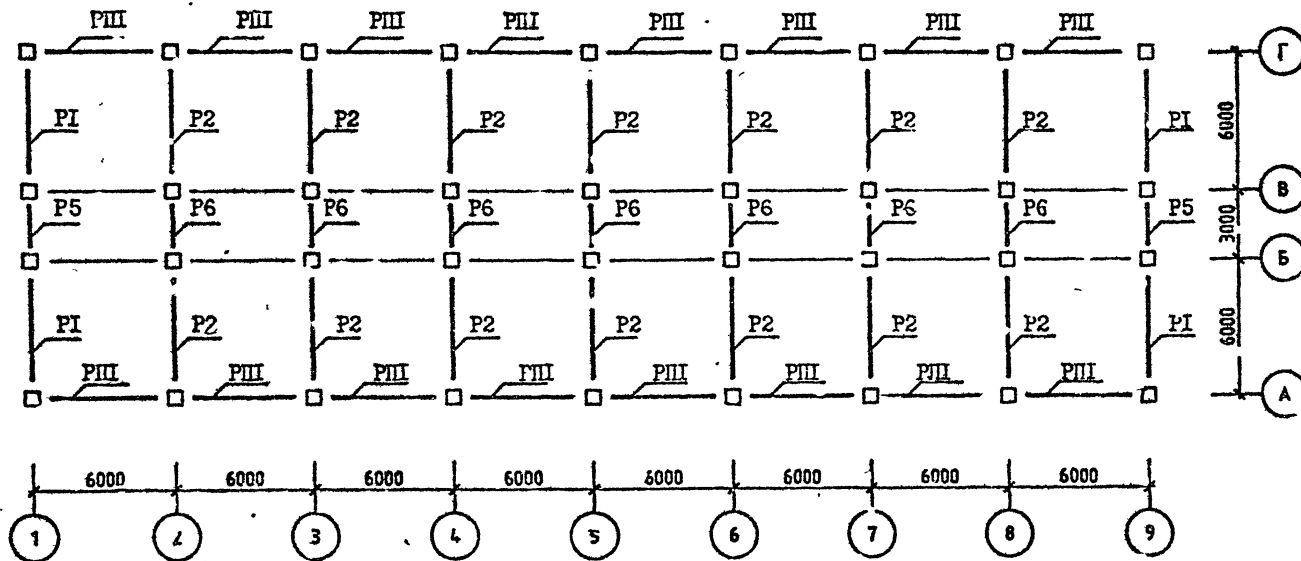 РШ РШ РШ РШ РШ РШ РШ РШ
Г
Р1 Р2 Р2 Р2 Р2 Р2 Р2 Р2 Р1
6000
В
Р5 Р6 Р6 Р6 Р6 Р6 Р6 Р6 Р5
3000
Б
Р1 Р2 Р2 Р2 Р2 Р2 Р2 Р2 Р1
6000
РШ РШ РШ РШ РШ РШ РШ РШ
А
6000 6000 6000 6000 6000 6000 6000 6000
1 2 3 4 5 6 7 8 9